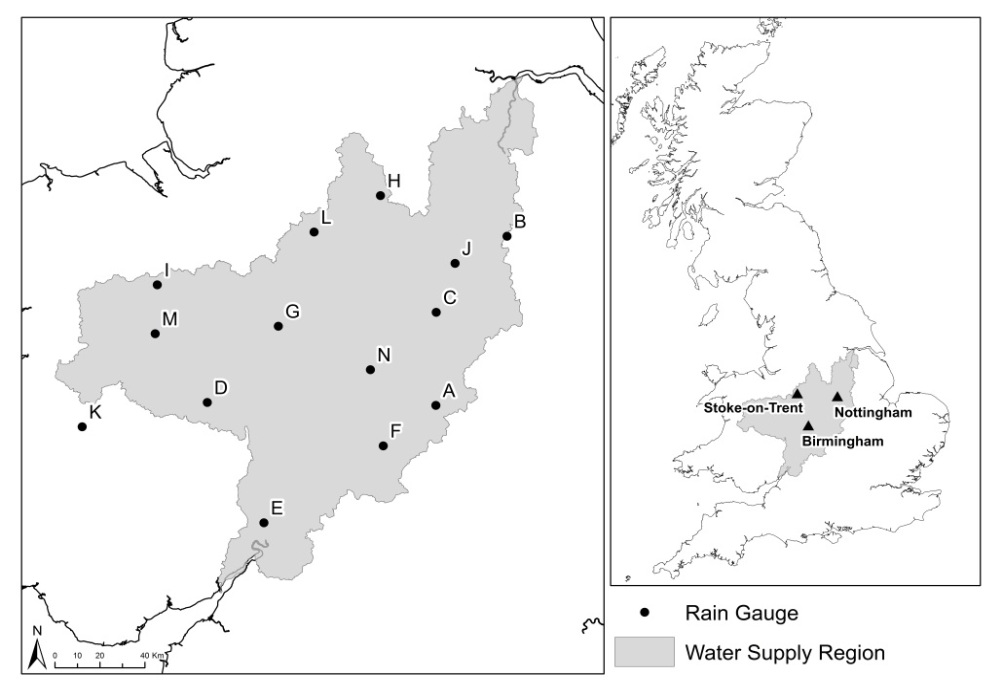 H
L
B
J
I
C
G
M
N
D
A
K
F
E
N
0 10 20 40 Km
Stoke-on-Trent
Nottingham
Birmingham
Rain Gauge
Water Supply Region